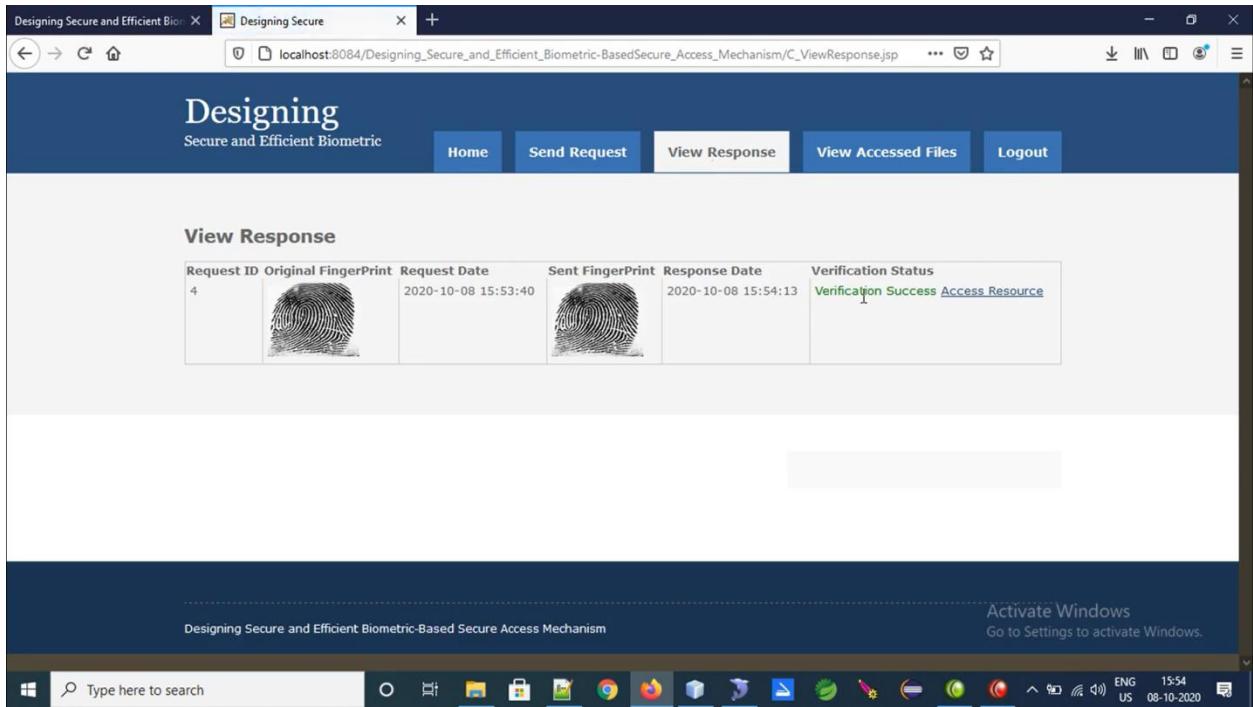 Designing Secure and Efficient Bion
Designing Secure
localhost:8084/Designing_Secure_and_Efficient_Biometric-BasedSecure_Access_Mechanism/C_ViewResponse.jsp
Designing
Secure and Efficient Biometric
Home Send Request View Response View Accessed Files Logout
View Response
Request ID Original FingerPrint Request Date Sent FingerPrint Response Date Verification Status
4 2020-10-08 15:53:40 2020-10-08 15:54:13 Verification Success Access Resource
Designing Secure and Efficient Biometric-Based Secure Access Mechanism
Activate Windows
Go to Settings to activate Windows.
Type here to search
ENG 15:54
US 08-10-2020